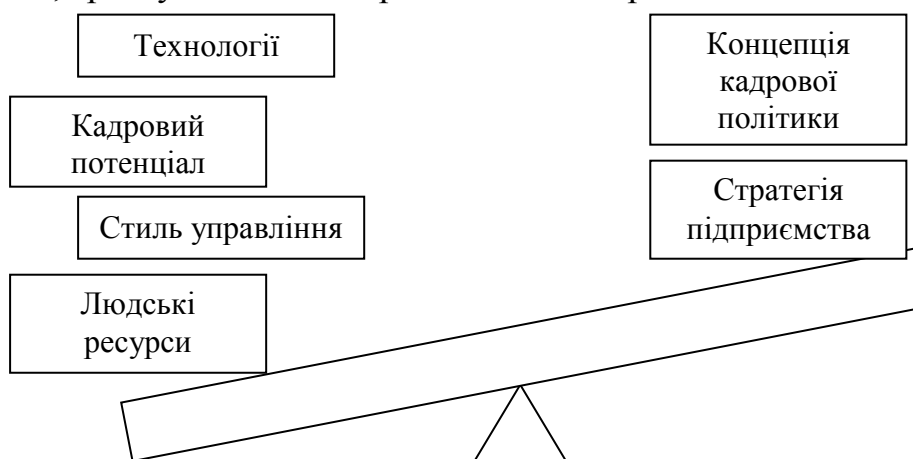 Технології
Кадровий
потенціал
Стиль управління
Людські
ресурси
Концепція
кадрової
політики
Стратегія
підприємства